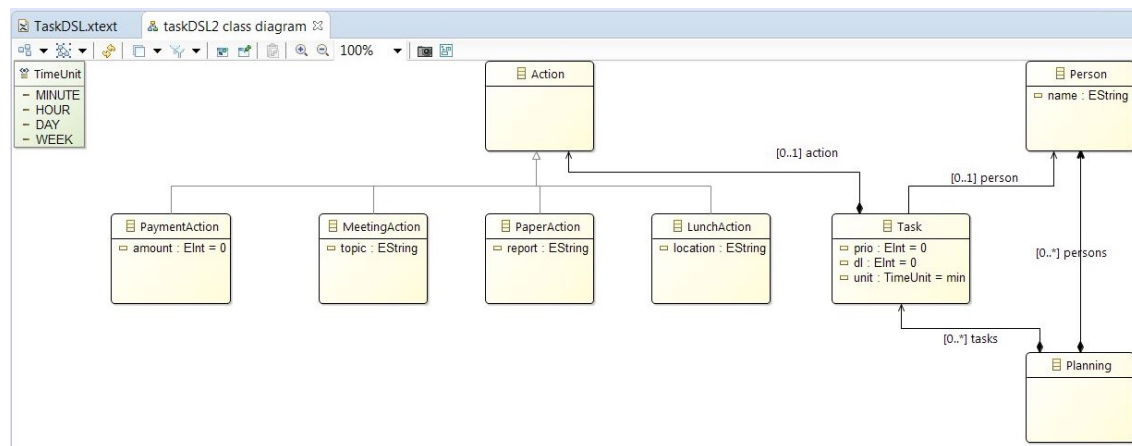 TaskDSL.xtext
taskDSL2 class diagram
100%
TimeUnit
MINUTE
HOUR
DAY
WEEK
Action
Person
name : EString
[0..1] action
[0..1] person
PaymentAction
amount : EInt = 0
MeetingAction
topic : EString
PaperAction
report : EString
LunchAction
location : EString
Task
prio : EInt = 0
dl : EInt = 0
unit : TimeUnit = min
[0..*] persons
[0..*] tasks
Planning